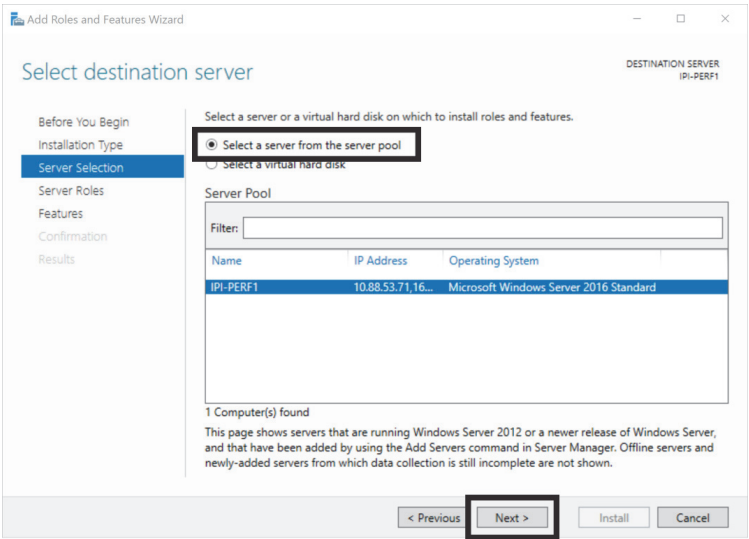 Add Roles and Features Wizard
Select destination server
DESTINATION SERVER
IPI-PERF1
Before You Begin
Installation Type
Server Selection
Server Roles
Features
Confirmation
Results
Select a server or a virtual hard disk on which to install roles and features.
Select a server from the server pool
Select a virtual hard disk
Server Pool
Filter:
Name IP Address Operating System
IPI-PERF1 10.88.53.71,16... Microsoft Windows Server 2016 Standard
1 Computer(s) found
This page shows servers that are running Windows Server 2012 or a newer release of Windows Server,
and that have been added by using the Add Servers command in Server Manager. Offline servers and
newly-added servers from which data collection is still incomplete are not shown.
< Previous Next > Install Cancel